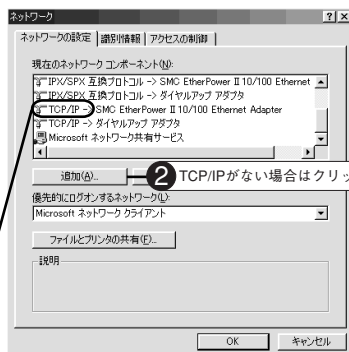 ネットワーク
ネットワークの設定 識別情報 アクセスの制御
現在のネットワーク コンポーネント(N):
IPX/SPX 互換プロトコル -> SMC EtherPower II 10/100 Ethernet
IPX/SPX 互換プロトコル -> ダイヤルアップ アダプタ
TCP/IP -> SMC EtherPower II 10/100 Ethernet Adapter
TCP/IP -> ダイヤルアップ アダプタ
Microsoft ネットワーク共有サービス
追加(A)...
2 TCP/IPがない場合はクリッ
優先的にログオンするネットワーク(L):
Microsoft ネットワーク クライアント
ファイルとプリンタの共有(F)...
説明
OK キャンセル